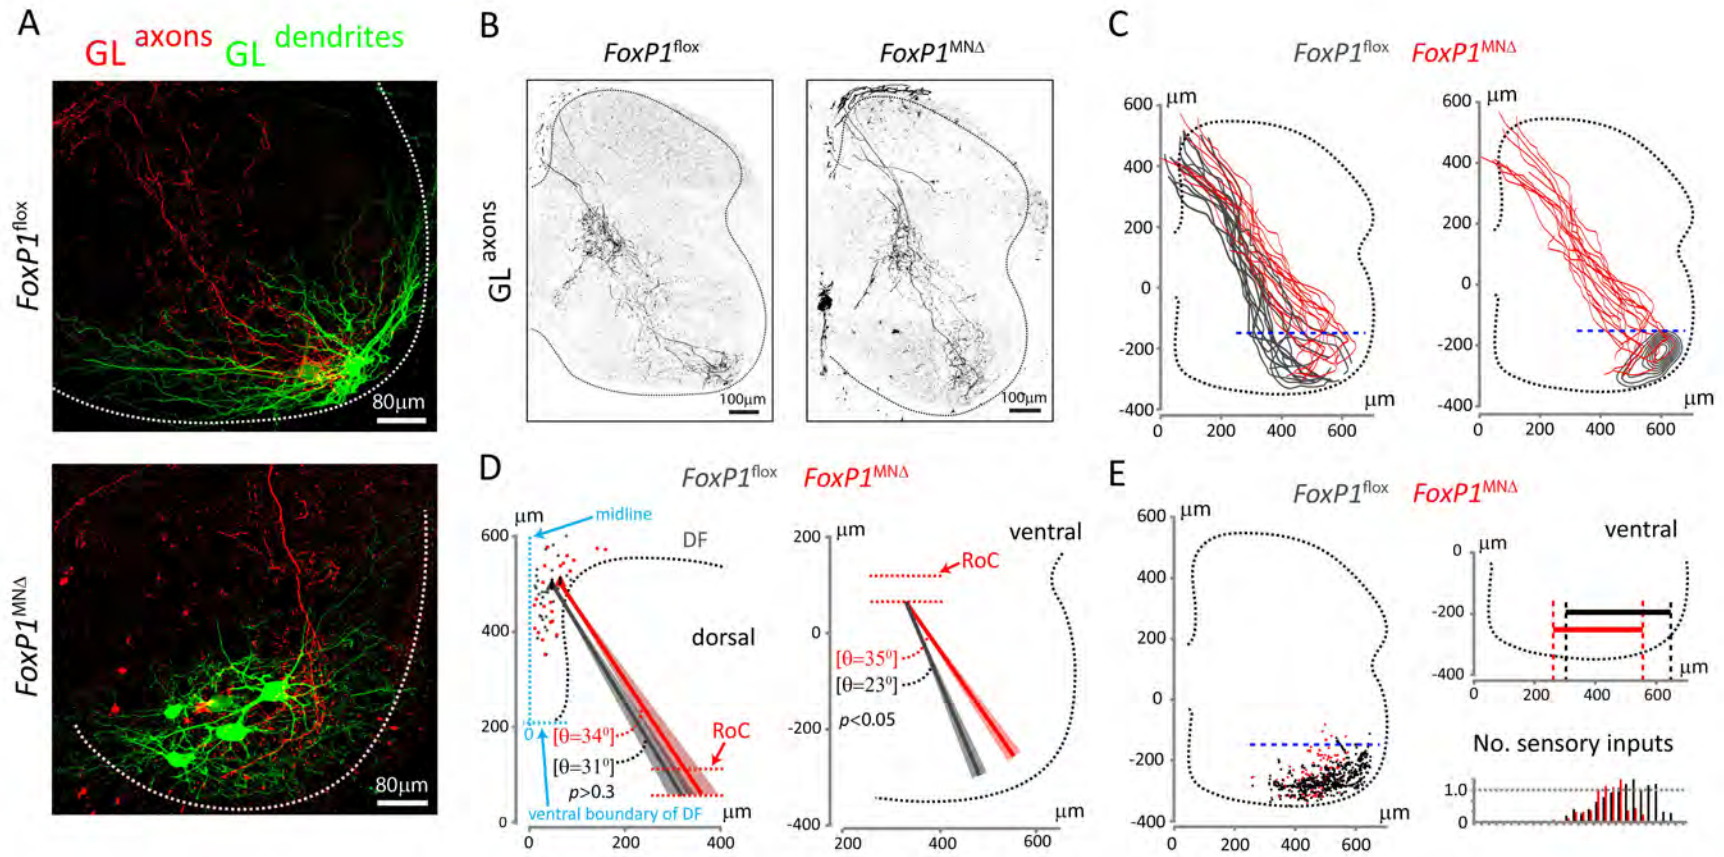 A
GL axons GL dendrites
FoxP1flox
80μm
FoxP1MNΔ
80μm
B
FoxP1flox FoxP1MNΔ
GL axons
100μm
100μm
C
FoxP1flox FoxP1MNΔ
μm
600
400
200
0
-200
-400
0 200 400 600
μm
μm
600
400
200
0
-200
-400
0 200 400 600
μm
D
FoxP1flox FoxP1MNΔ
μm
midline
DF
600
400
200
0
0
dorsal
[θ=34⁰]
[θ=31⁰]
p>0.3
RoC
ventral boundary of DF
μm
0 200 400
μm
ventral
200
0
-200
-400
RoC
[θ=35⁰]
[θ=23⁰]
p<0.05
μm
200 400 600
E
FoxP1flox FoxP1MNΔ
μm
600
400
200
0
-200
-400
0 200 400 600
ventral
μm
0
-200
-400
μm
0 200 400 600
No. sensory inputs
1.0
0